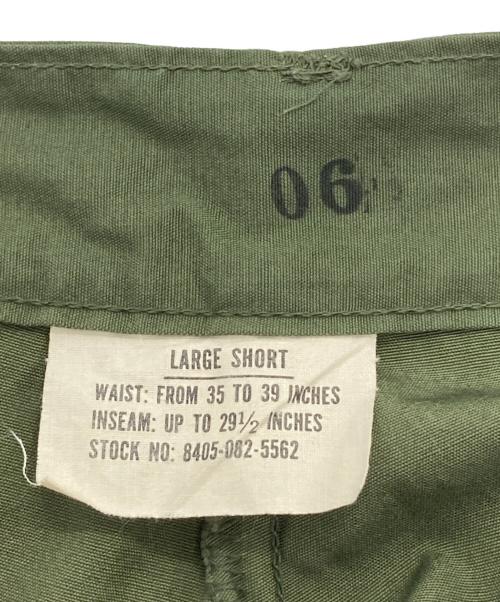 06
LARGE SHORT
WAIST: FROM 35 TO 39 INCHES
INSEAM: UP TO 29½ INCHES
STOCK NO: 8405-082-5562